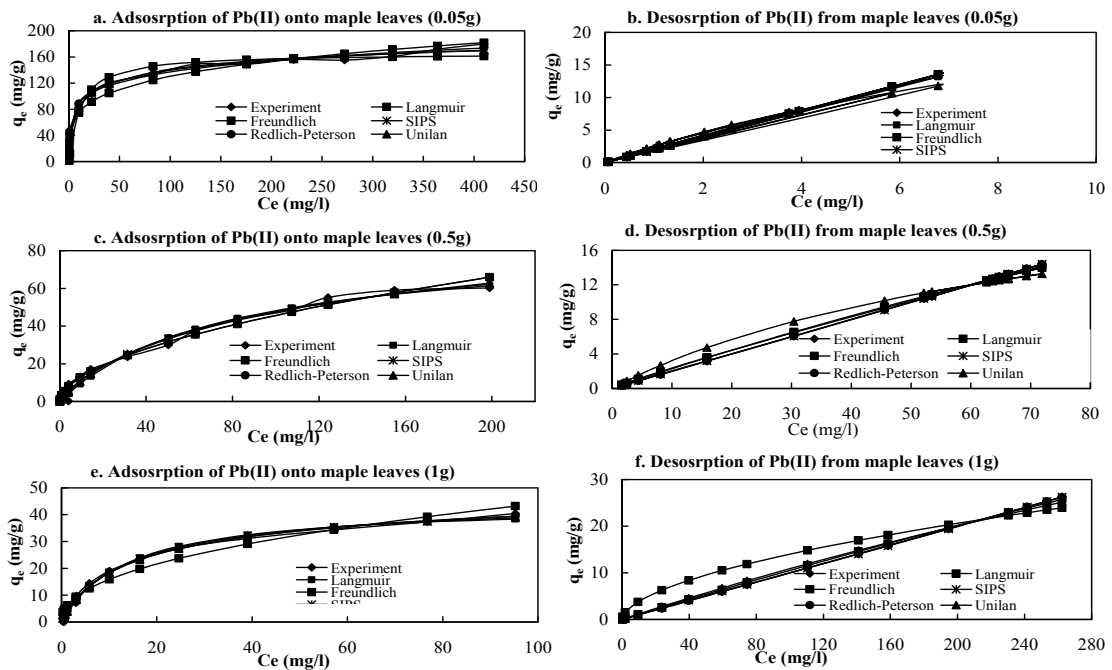 a. Adsosrption of Pb(II) onto maple leaves (0.05g)
200
160
120
80
40
0
qe (mg/g)
Experiment
Langmuir
Freundlich
SIPS
Redlich-Peterson
Unilan
0 50 100 150 200 250 300 350 400 450
Ce (mg/l)
b. Desosrption of Pb(II) from maple leaves (0.05g)
20
15
10
5
0
qe (mg/g)
Experiment
Langmuir
Freundlich
SIPS
0 2 4 6 8 10
Ce (mg/l)
c. Adsosrption of Pb(II) onto maple leaves (0.5g)
80
60
40
20
0
qe (mg/g)
Experiment
Langmuir
Freundlich
SIPS
Redlich-Peterson
Unilan
0 40 80 120 160 200
Ce (mg/l)
d. Desosrption of Pb(II) from maple leaves (0.5g)
16
12
8
4
0
qe (mg/g)
Experiment
Langmuir
Freundlich
SIPS
Redlich-Peterson
Unilan
0 10 20 30 40 50 60 70 80
Ce (mg/l)
e. Adsosrption of Pb(II) onto maple leaves (1g)
50
40
30
20
10
0
qe (mg/g)
Experiment
Langmuir
Freundlich
SIPS
0 20 40 60 80 100
Ce (mg/l)
f. Desosrption of Pb(II) from maple leaves (1g)
30
20
10
0
qe (mg/g)
Experiment
Langmuir
Freundlich
SIPS
Redlich-Peterson
Unilan
0 40 80 120 160 200 240 280
Ce (mg/l)